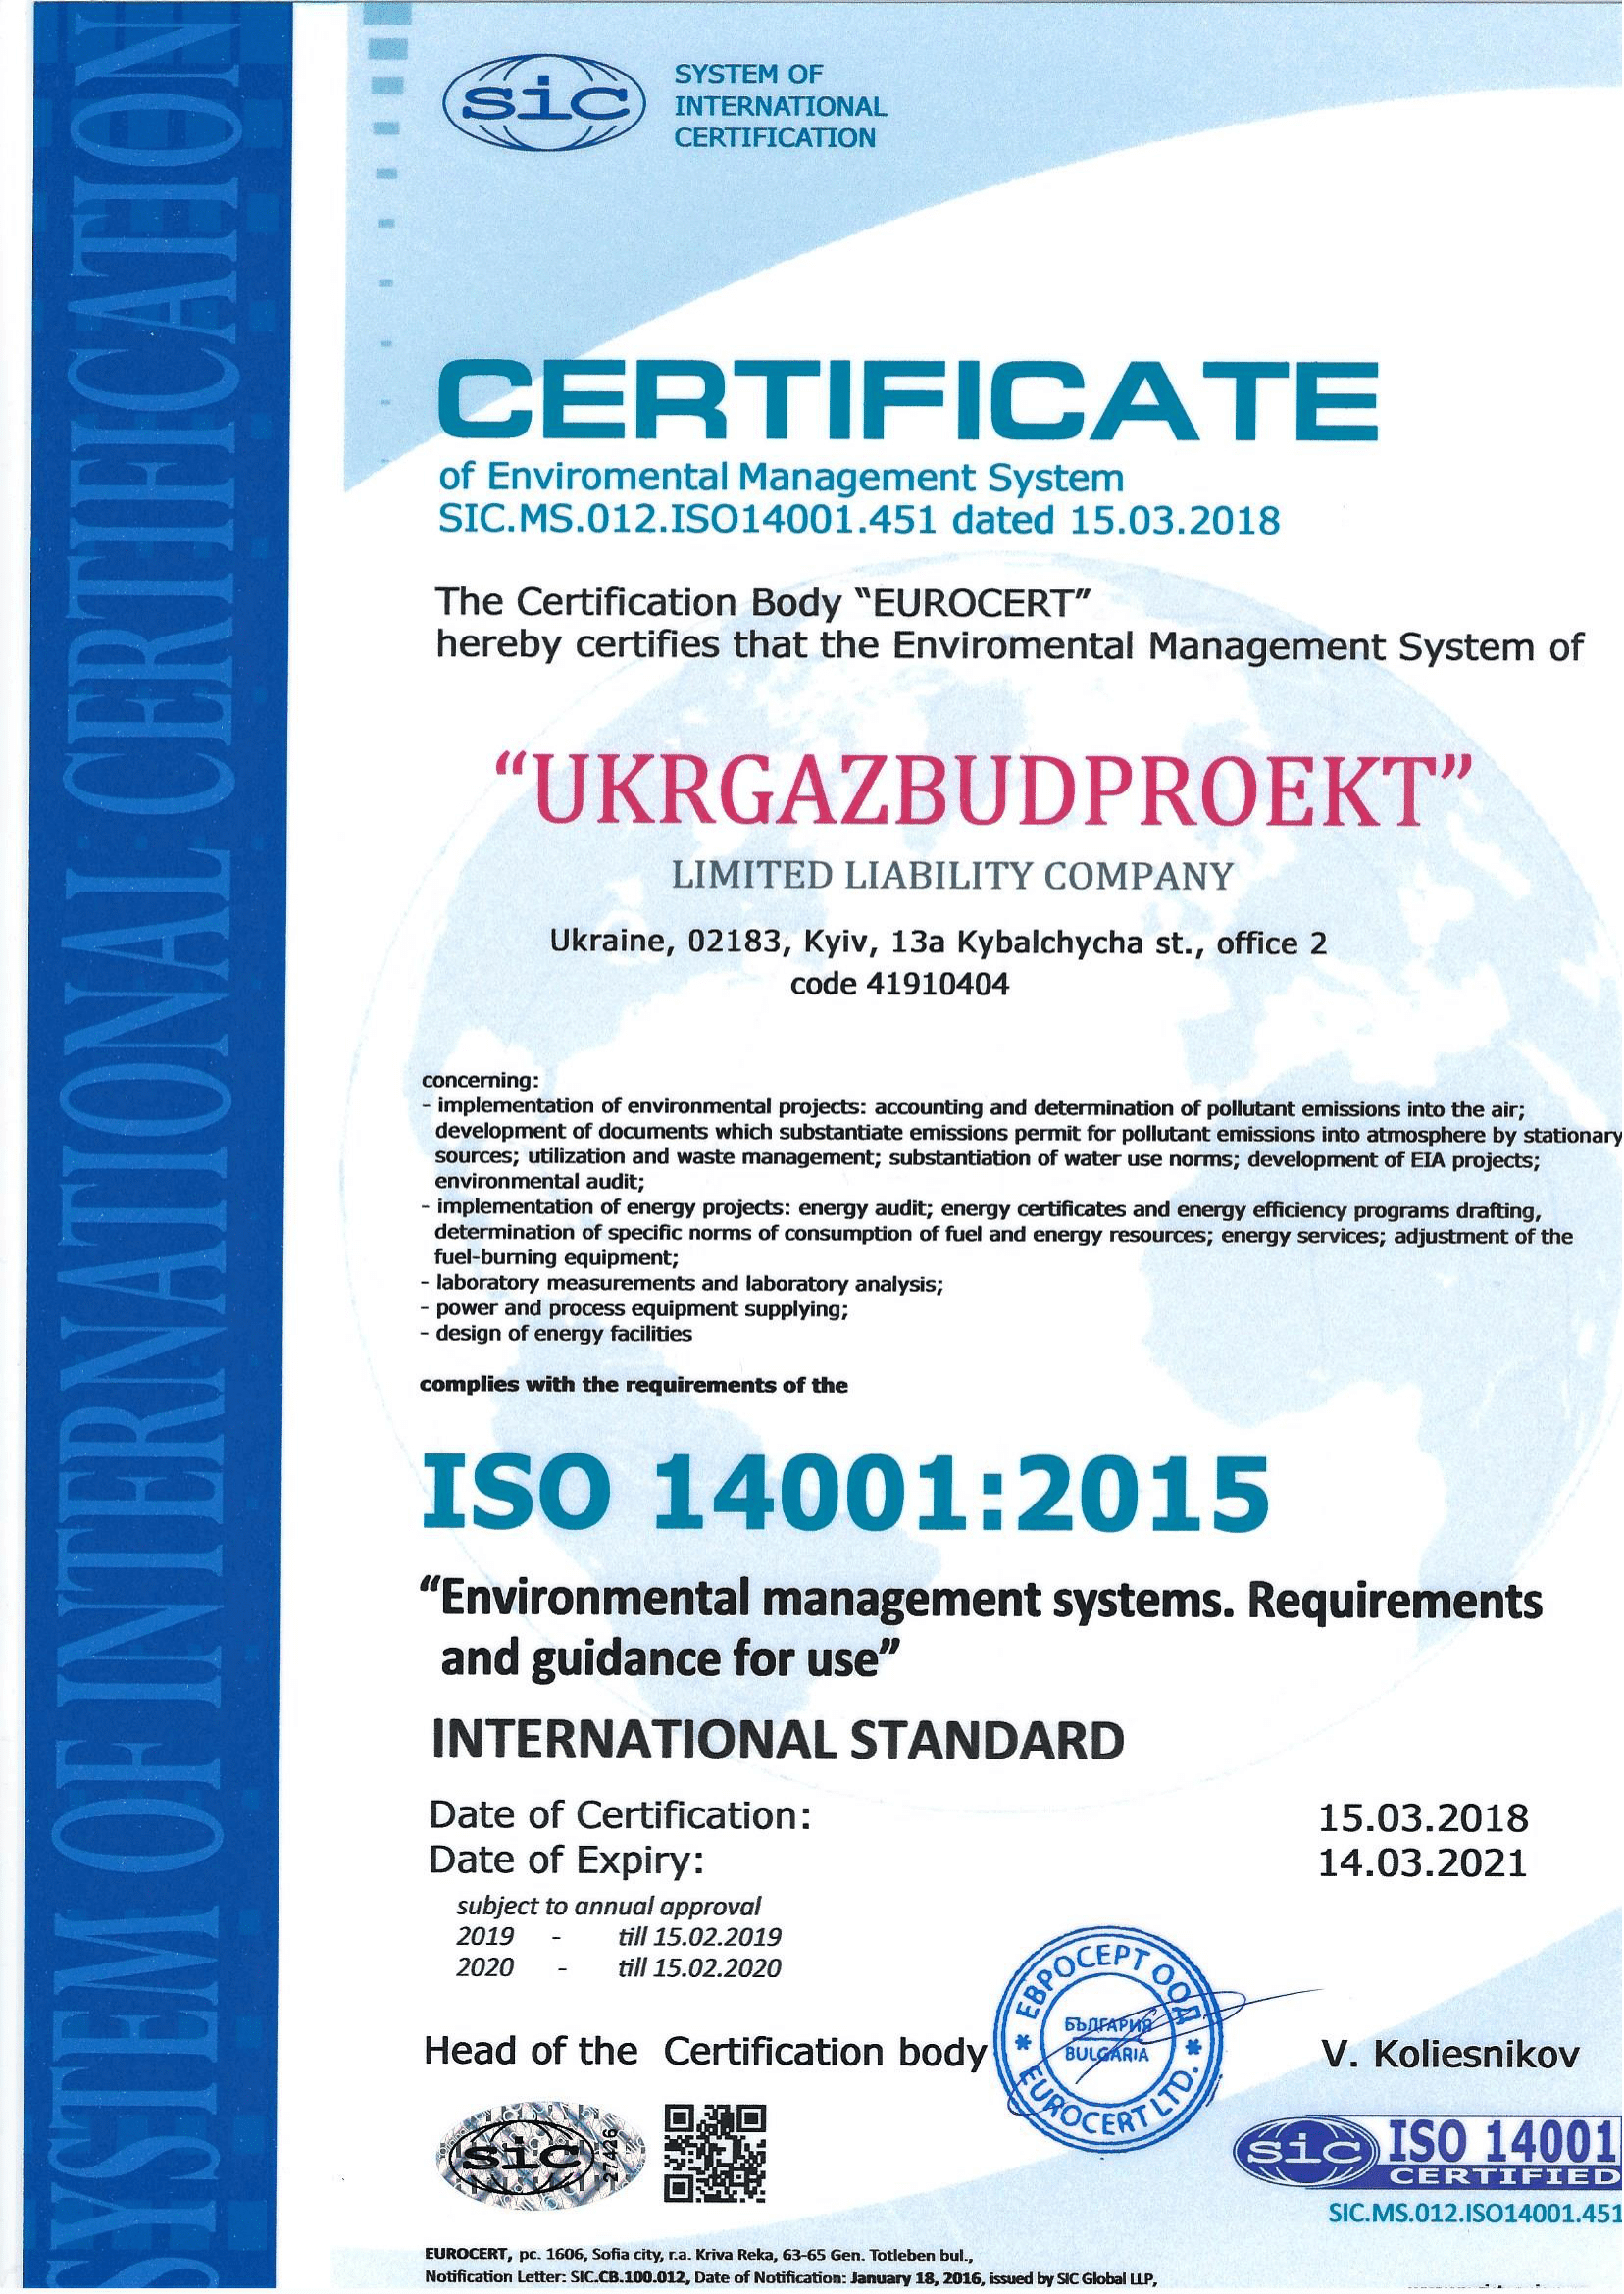 SYSTEM OF INTERNATIONAL CERTIFICATION
sic
SYSTEM OF
INTERNATIONAL
CERTIFICATION
CERTIFICATE
of Enviromental Management System
SIC.MS.012.ISO14001.451 dated 15.03.2018
The Certification Body “EUROCERT”
hereby certifies that the Enviromental Management System of
“UKRGAZBUDPROEKT”
LIMITED LIABILITY COMPANY
Ukraine, 02183, Kyiv, 13a Kybalchycha st., office 2
code 41910404
concerning:
- implementation of environmental projects: accounting and determination of pollutant emissions into the air;
development of documents which substantiate emissions permit for pollutant emissions into atmosphere by stationary
sources; utilization and waste management; substantiation of water use norms; development of EIA projects;
environmental audit;
- implementation of energy projects: energy audit; energy certificates and energy efficiency programs drafting,
determination of specific norms of consumption of fuel and energy resources; energy services; adjustment of the
fuel-burning equipment;
- laboratory measurements and laboratory analysis;
- power and process equipment supplying;
- design of energy facilities
complies with the requirements of the
ISO 14001:2015
“Environmental management systems. Requirements
and guidance for use”
INTERNATIONAL STANDARD
Date of Certification: 15.03.2018
Date of Expiry: 14.03.2021
subject to annual approval
2019 - till 15.02.2019
2020 - till 15.02.2020
Head of the Certification body
ЕВРОСЕРТ ООД
БЪЛГАРИЯ
BULGARIA
EUROCERT LTD.
V. Koliesnikov
sic
27426
sic ISO 14001
CERTIFIED
SIC.MS.012.ISO14001.451
EUROCERT, pc. 1606, Sofia city, r.a. Kriva Reka, 63-65 Gen. Totleben bul.,
Notification Letter: SIC.CB.100.012, Date of Notification: January 18, 2016, issued by SIC Global LLP,